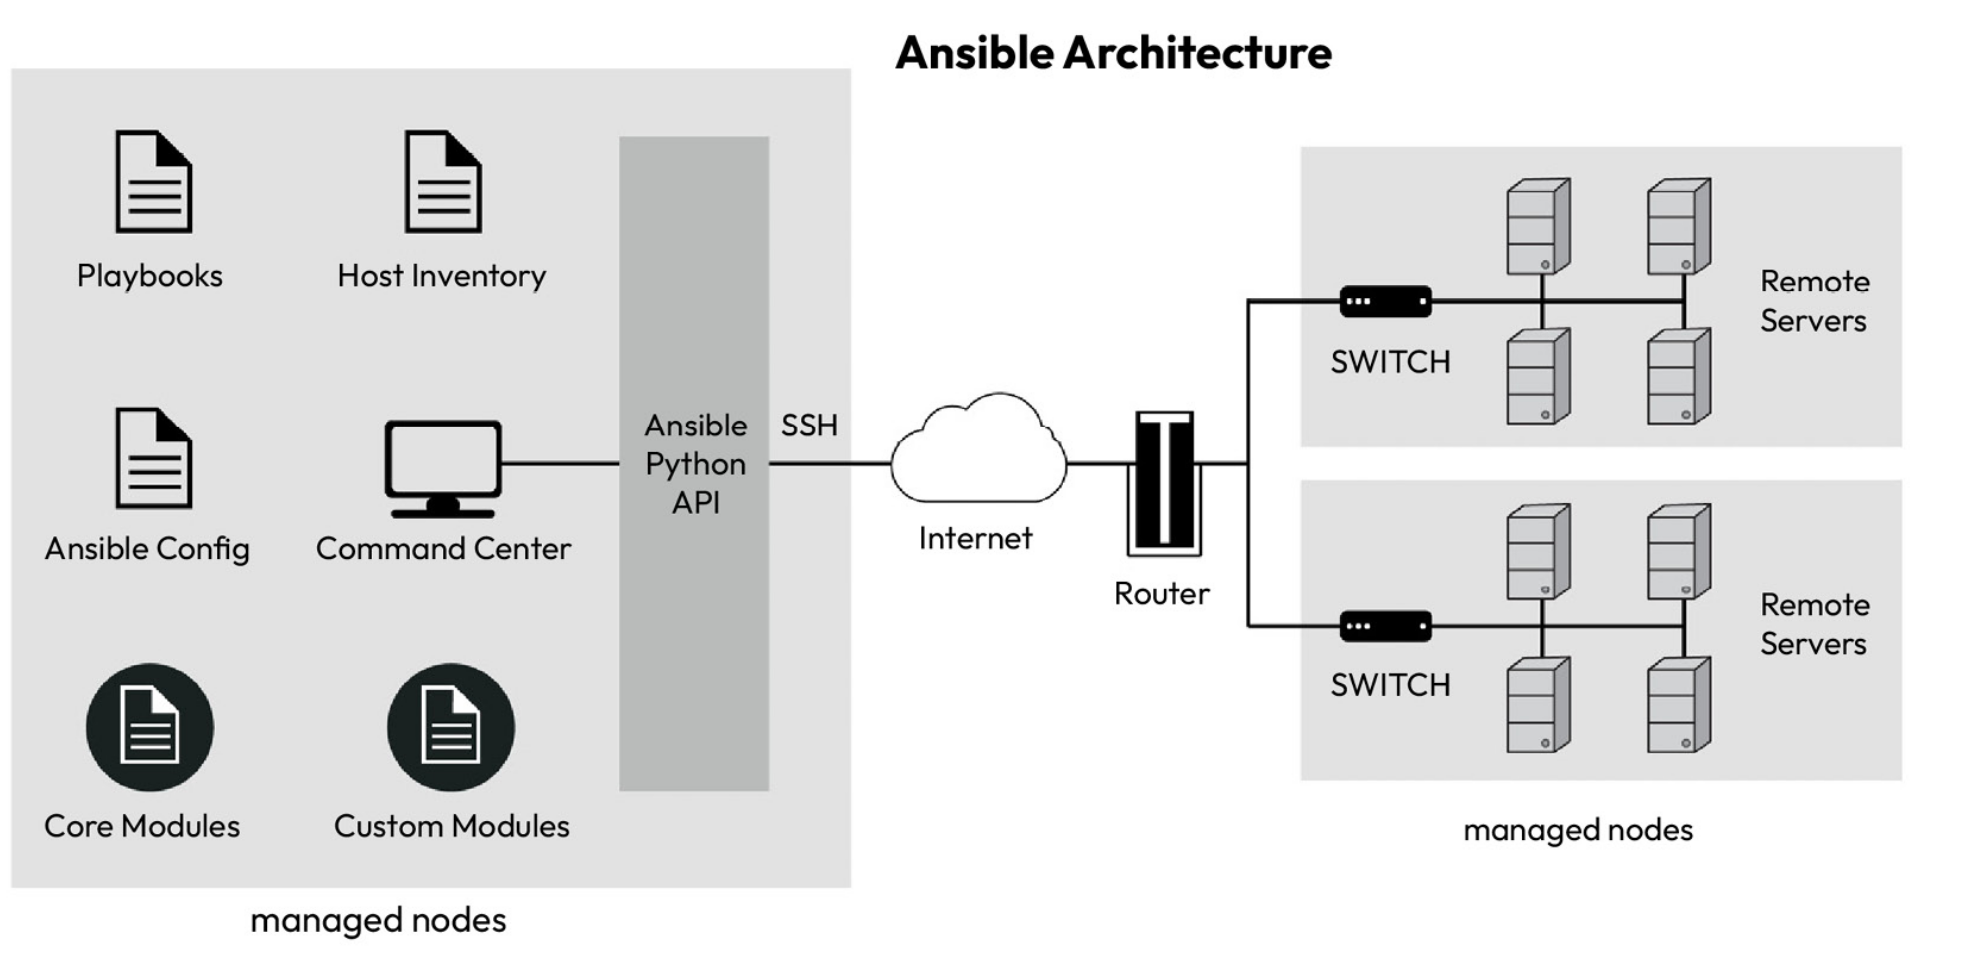 Ansible Architecture
Playbooks
Host Inventory
Ansible Config
Command Center
Core Modules
Custom Modules
Ansible
Python
API
SSH
managed nodes
Internet
Router
SWITCH
Remote
Servers
SWITCH
Remote
Servers
managed nodes